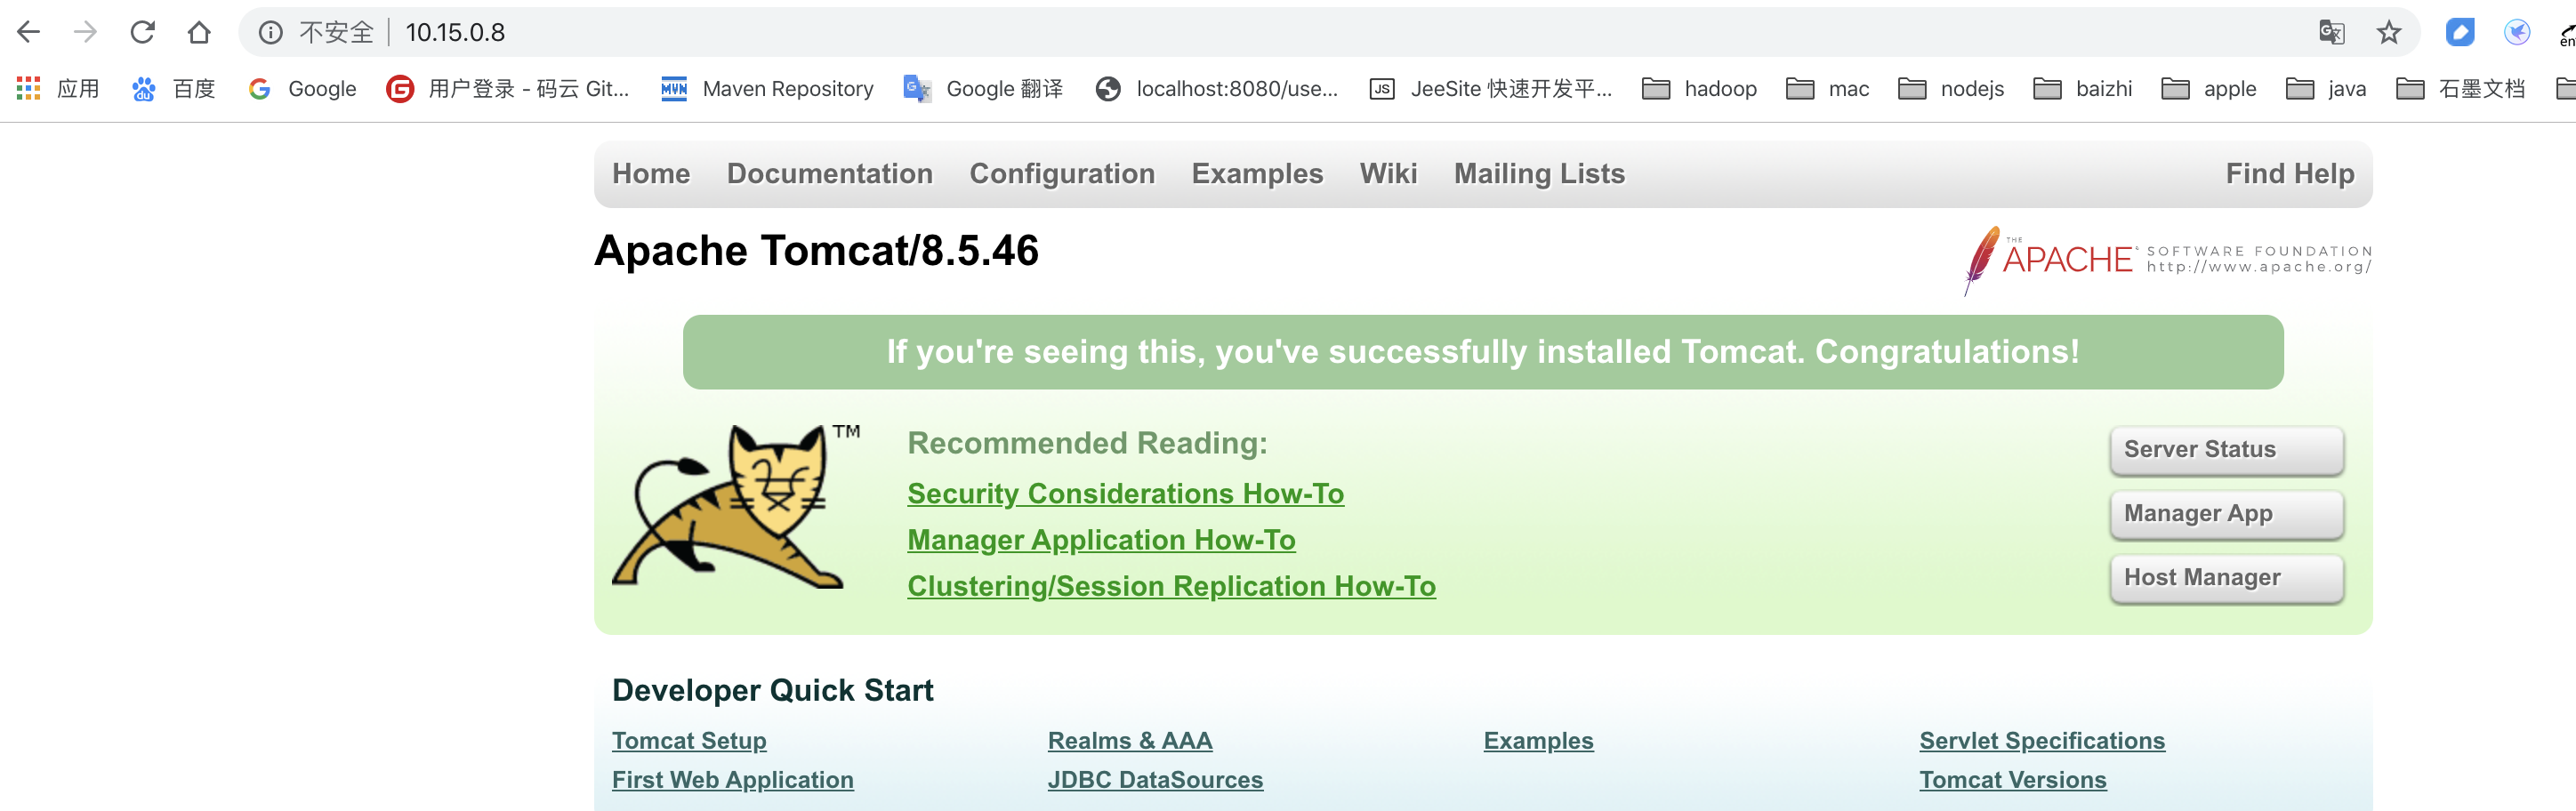 不安全 10.15.0.8
应用 百度 Google 用户登录 - 码云 Git... Maven Repository Google 翻译 localhost:8080/use... JeeSite 快速开发平... hadoop mac nodejs baizhi apple java 石墨文档
Home Documentation Configuration Examples Wiki Mailing Lists Find Help
Apache Tomcat/8.5.46
THE APACHE SOFTWARE FOUNDATION
http://www.apache.org/
If you're seeing this, you've successfully installed Tomcat. Congratulations!
TM
Recommended Reading:
Security Considerations How-To
Manager Application How-To
Clustering/Session Replication How-To
Server Status
Manager App
Host Manager
Developer Quick Start
Tomcat Setup Realms & AAA Examples Servlet Specifications
First Web Application JDBC DataSources Tomcat Versions